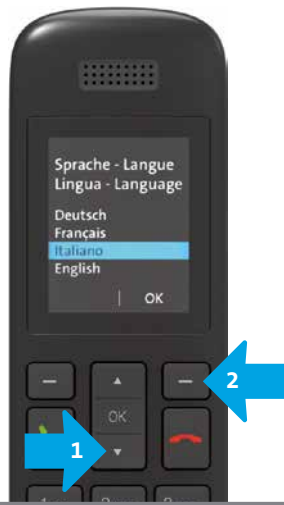 Sprache - Langue
Lingua - Language
Deutsch
Français
Italiano
English
OK
2
OK
1